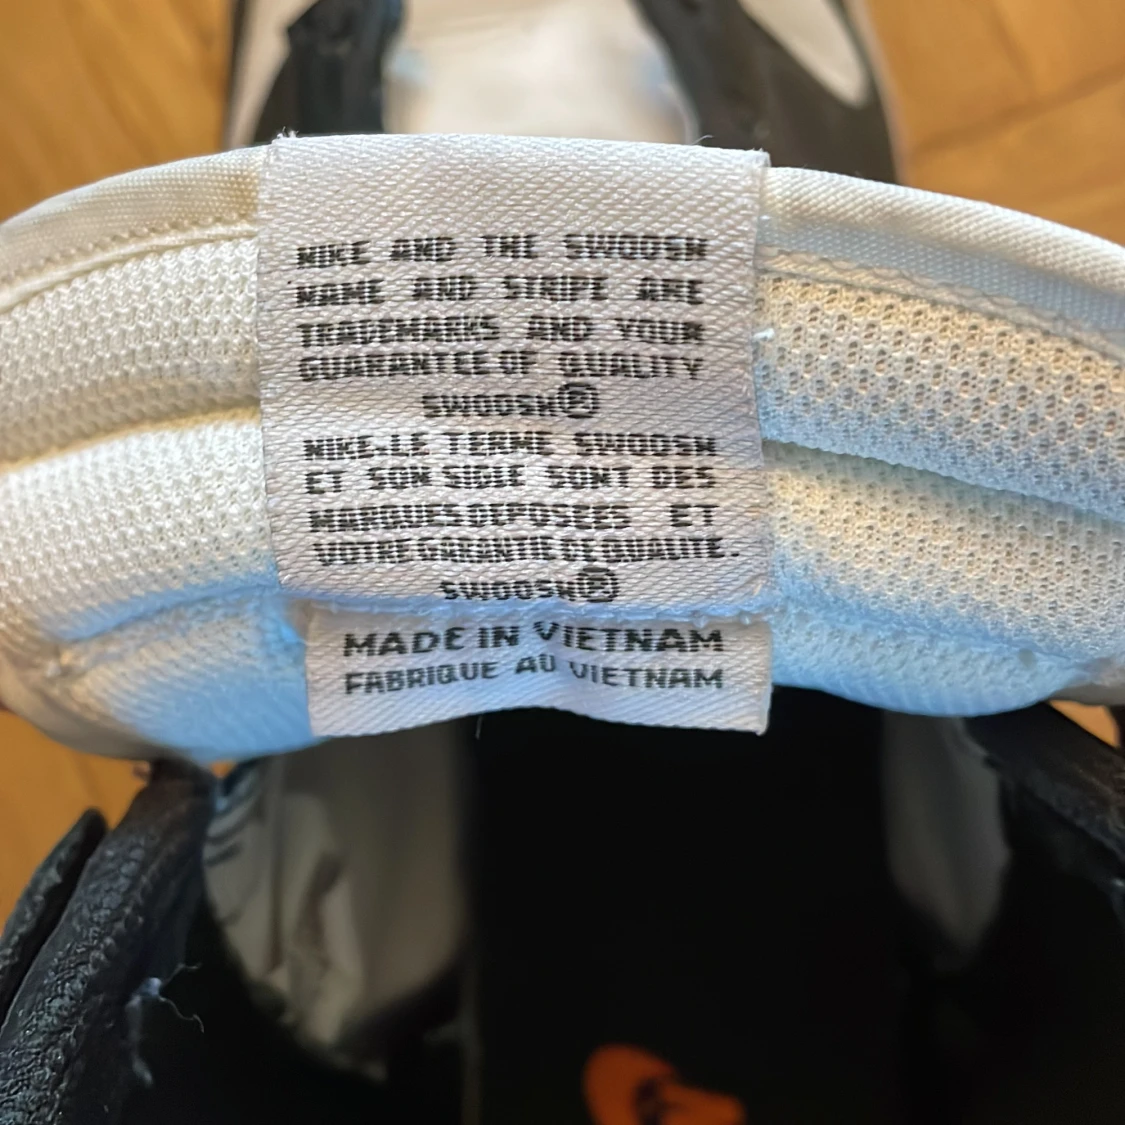 NIKE AND THE SWOOSH
NAME AND STRIPE ARE
TRADEMARKS AND YOUR
GUARANTEE OF QUALITY
SWOOSH®
NIKE.LE TERME SWOOSH
ET SON SIGLE SONT DES
MARQUES DEPOSEES ET
VOTRE GARANTIE DE QUALITE.
SWOOSH®
MADE IN VIETNAM
FABRIQUE AU VIETNAM